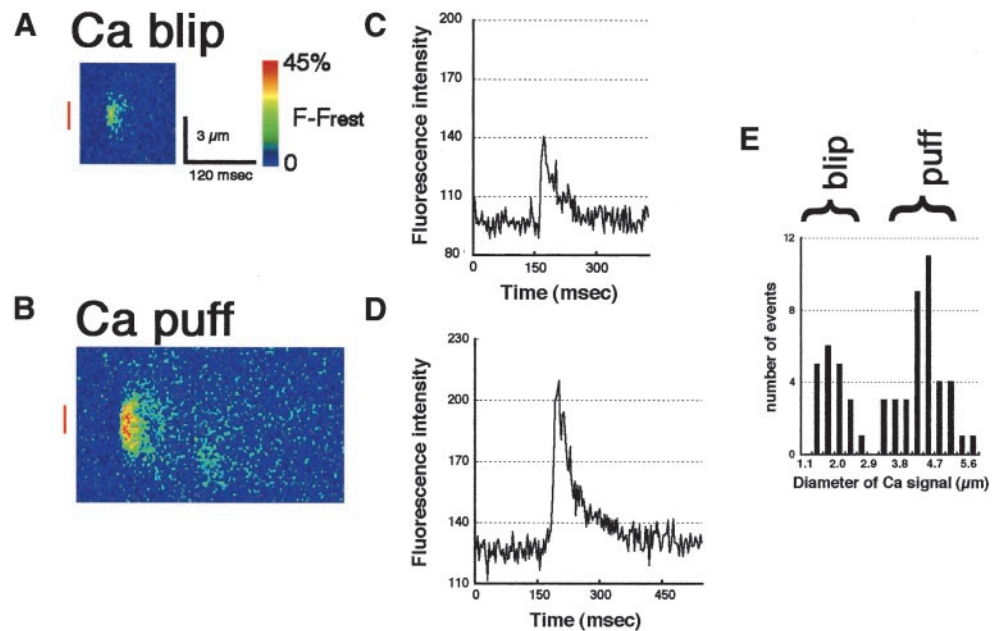 A
Ca blip
45%
F-Frest
0
3 µm
120 msec
B
Ca puff
C
Fluorescence intensity
200
170
140
110
80
0
150
300
Time (msec)
D
Fluorescence intensity
230
200
170
140
110
0
150
300
450
Time (msec)
E
blip
puff
number of events
12
8
4
0
1.1
2.0
2.9
3.8
4.7
5.6
Diameter of Ca signal (µm)